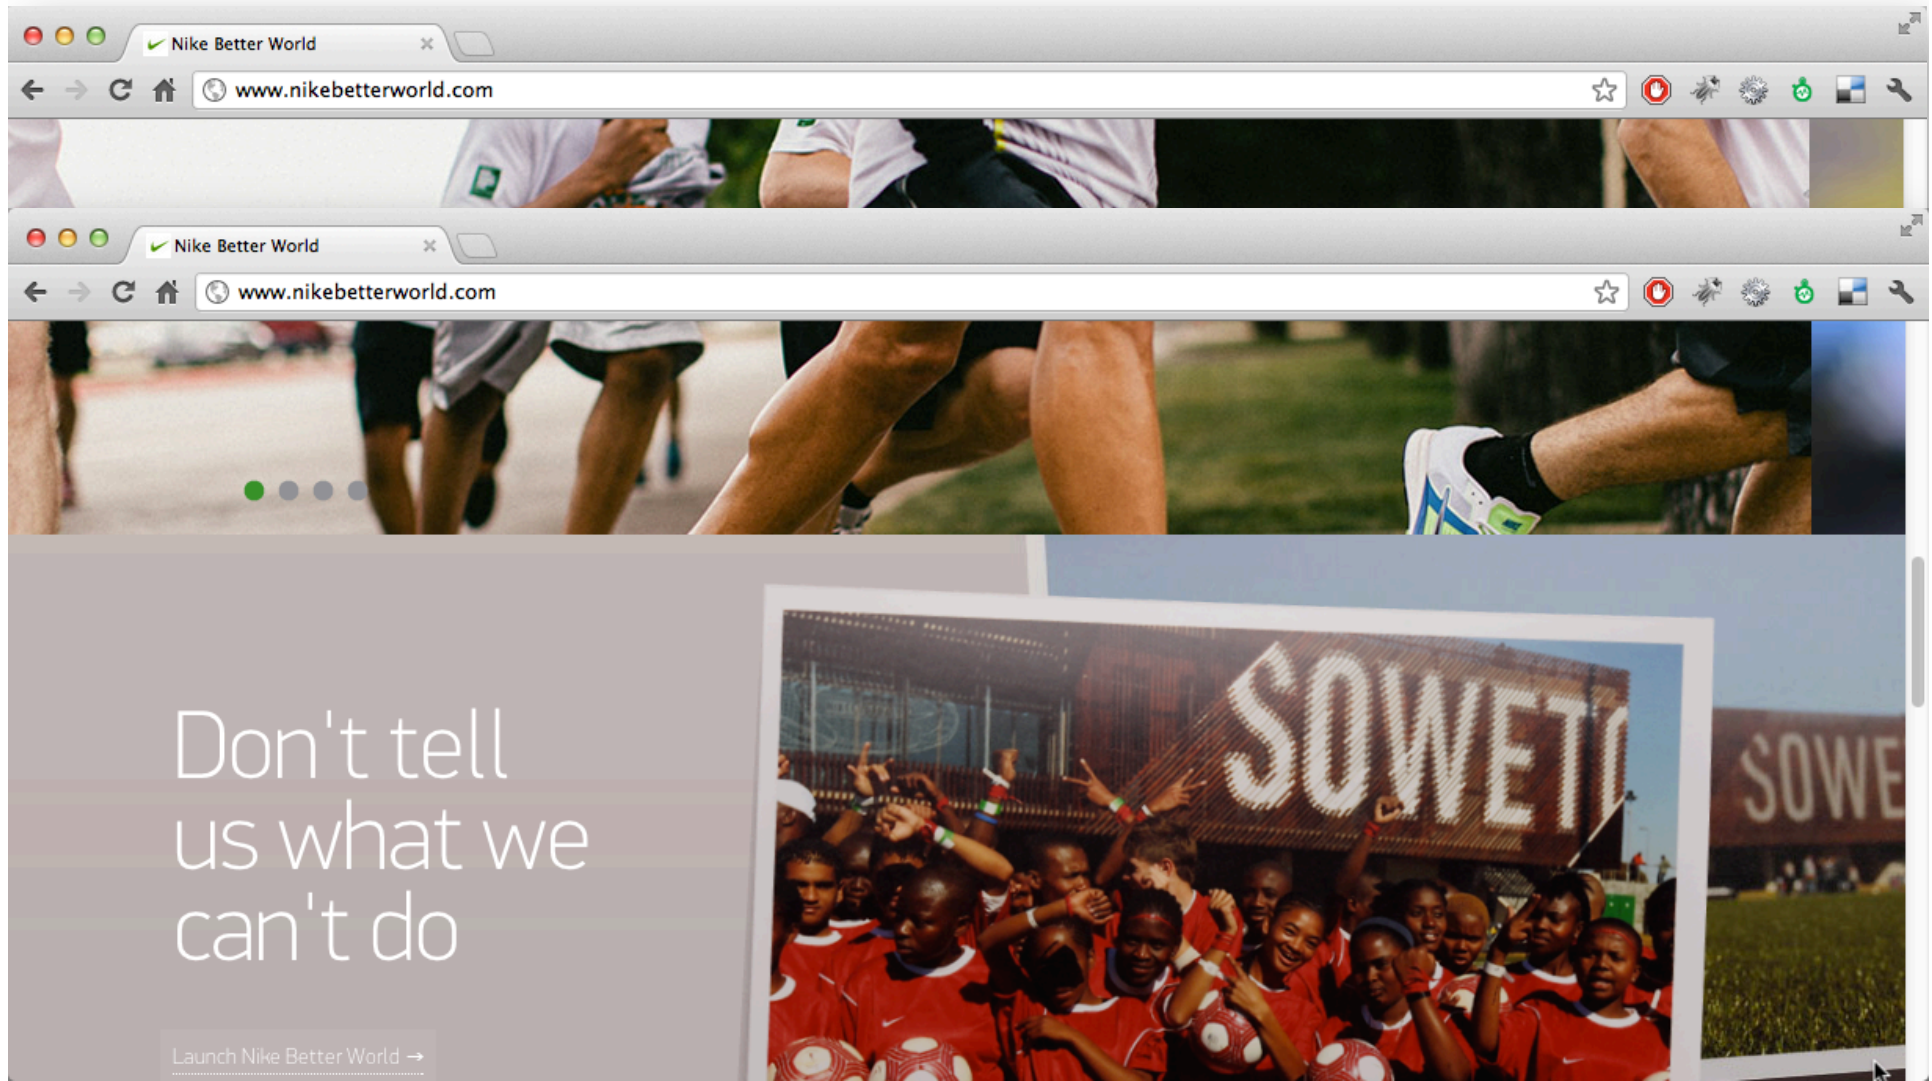 Nike Better World
www.nikebetterworld.com
Nike Better World
www.nikebetterworld.com
Don't tell
us what we
can't do
Launch Nike Better World →
SOWETO
SOWE